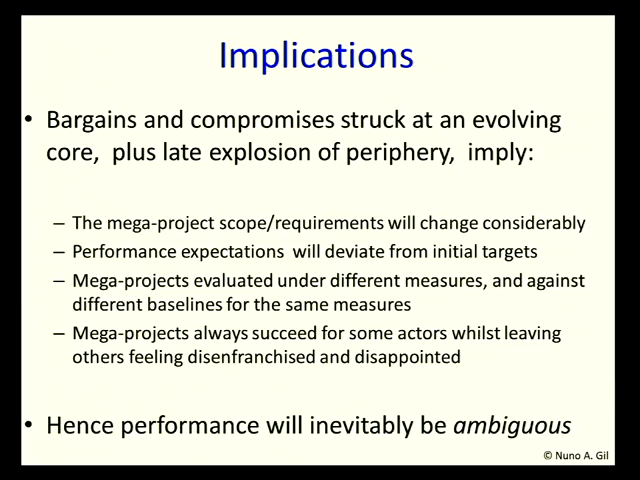 Implications
• Bargains and compromises struck at an evolving
core, plus late explosion of periphery, imply:
– The mega-project scope/requirements will change considerably
– Performance expectations will deviate from initial targets
– Mega-projects evaluated under different measures, and against
different baselines for the same measures
– Mega-projects always succeed for some actors whilst leaving
others feeling disenfranchised and disappointed
• Hence performance will inevitably be ambiguous
© Nuno A. Gil